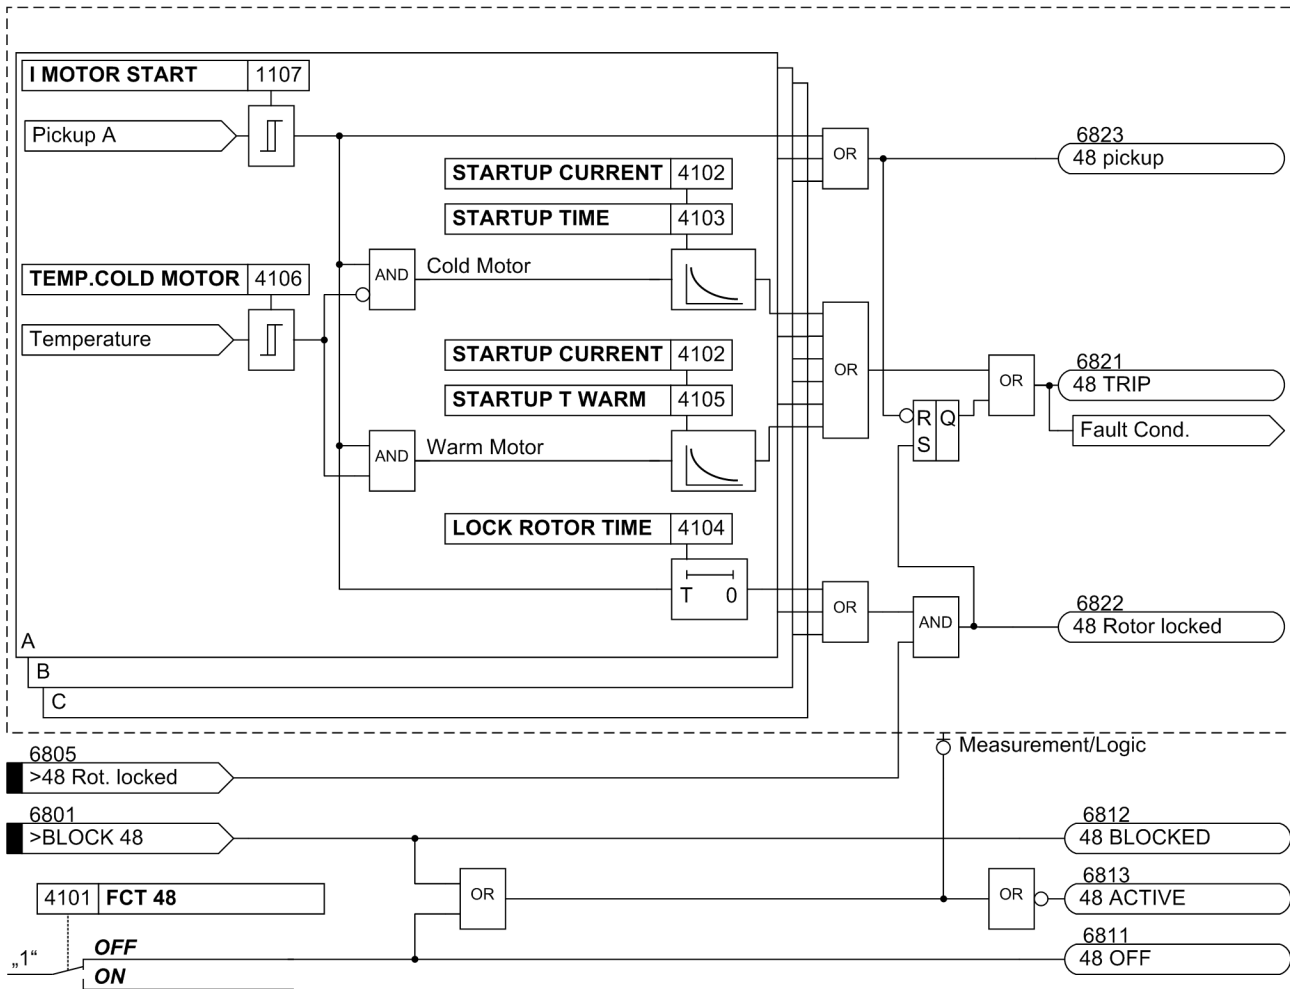 I MOTOR START 1107
Pickup A
OR
6823
48 pickup
STARTUP CURRENT 4102
STARTUP TIME 4103
TEMP.COLD MOTOR 4106
AND
Cold Motor
Temperature
STARTUP CURRENT 4102
STARTUP T WARM 4105
OR
OR
6821
48 TRIP
R Q
S
Fault Cond.
AND
Warm Motor
LOCK ROTOR TIME 4104
T 0
OR
AND
6822
48 Rotor locked
A
B
C
Measurement/Logic
6805
>48 Rot. locked
6801
>BLOCK 48
6812
48 BLOCKED
4101 FCT 48
OR
OR
6813
48 ACTIVE
„1“
OFF
ON
6811
48 OFF